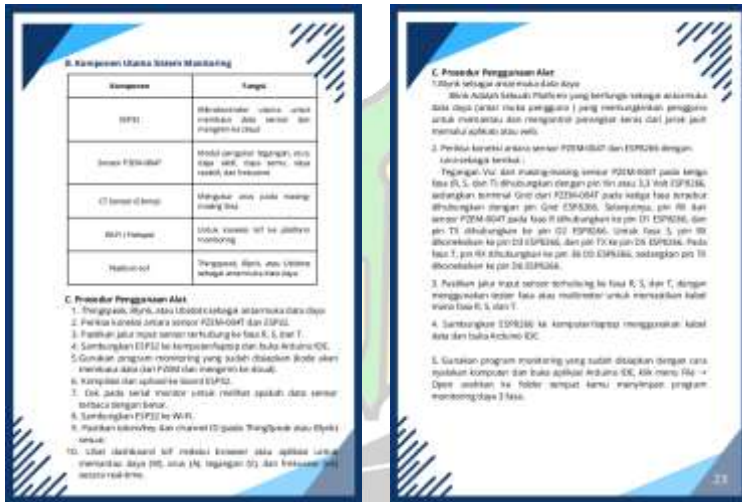 B. Komponen Utama Sistem Monitoring
Komponen
Fungsi
ESP32
Mikrokontroler utama untuk
membaca data sensor dan
mengirim ke cloud
Sensor PZEM-004T
Modul pengukur tegangan, arus,
daya aktif, daya semu, daya
reaktif, dan frekuensi
CT Sensor
Mengukur arus pada masing-
masing fasa
Wi-Fi / Hotspot
Untuk koneksi IoT ke platform
monitoring
Platform IoT
Thingspeak, Blynk, atau Ubidots
sebagai antarmuka data daya
C. Prosedur Penggunaan Alat
1. Thingspeak, Blynk, atau Ubidots sebagai antarmuka data daya
2. Periksa koneksi antara sensor PZEM-004T dan ESP32.
3. Pastikan jalur input sensor terhubung ke fasa R, S, dan T.
4. Sambungkan ESP32 ke komputer/laptop dan buka Arduino IDE.
5. Gunakan program monitoring yang sudah disiapkan (kode akan
membaca data dari PZEM dan mengirim ke cloud).
6. Kompilasi dan upload ke board ESP32.
7. Cek pada serial monitor untuk melihat apakah data sensor
terbaca dengan benar.
8. Sambungkan ESP32 ke Wi-Fi.
9. Pastikan token/key dan channel ID (pada ThingSpeak atau Blynk)
sesuai.
10. Lihat dashboard IoT melalui browser atau aplikasi untuk
memantau daya (W), arus (A), tegangan (V), dan frekuensi
secara real-time.
C. Prosedur Penggunaan Alat
1.Blynk sebagai antarmuka data daya
Blink Adalah Sebuah Platform yang berfungsi sebagai antarmuka
data daya (antar muka pengguna ) yang memungkinkan pengguna
untuk memantau dan mengontrol perangkat keras dari jarak jauh
memalui aplikasi atau web.
2. Periksa koneksi antara sensor PZEM-004T dan ESP8266 dengan
cara sebagai berikut :
Tegangan Vcc dari masing-masing sensor PZEM-004T pada ketiga
fasa (R, S, dan T) dihubungkan dengan pin Vin atau 3,3 Volt ESP8266,
sedangkan terminal Gnd dari PZEM-004T pada ketiga fasa tersebut
dihubungkan dengan pin Gnd ESP8266. Selanjutnya, pin RX dari
sensor PZEM-004T pada fasa R dihubungkan ke pin D1 ESP8266, dan
pin TX dihubungkan ke pin D2 ESP8266. Untuk fasa S, pin RX
dikoneksikan ke pin D3 ESP8266, dan pin TX ke pin D5 ESP8266. Pada
fasa T, pin RX dihubungkan ke pin ESP8266, sedangkan pin TX
dikoneksikan ke pin D6 ESP8266.
3. Pastikan jalur input sensor terhubung ke fasa R, S, dan T, dengan
menggunakan tester fasa atau multimeter untuk memastikan kabel
mana fasa R, S, dan T.
4. Sambungkan ESP8266 ke komputer/laptop menggunakan kabel
data dan buka Arduino IDE.
5. Gunakan program monitoring yang sudah disiapkan dengan cara
nyalakan komputer dan buka aplikasi Arduino IDE, klik menu File →
Open arahkan ke folder tempat kamu menyimpan program
monitoring daya 3 fasa.
23